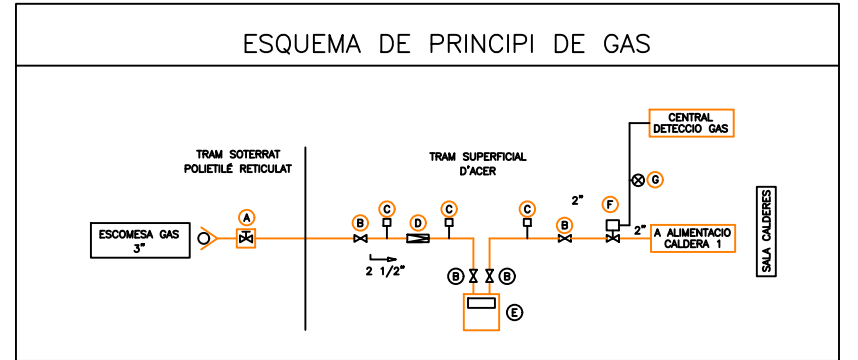 ESQUEMA DE PRINCIPI DE GAS
CENTRAL
DETECCIO GAS
TRAM SOTERRAT
POLIETILÉ RETICULAT
TRAM SUPERFICIAL
D'ACER
G
A
B
C
D
C
C
B
2"
F
2"
ESCOMESA GAS
3"
A ALIMENTACIO
CALDERA 1
SALA CALDERES
2 1/2"
B
B
E